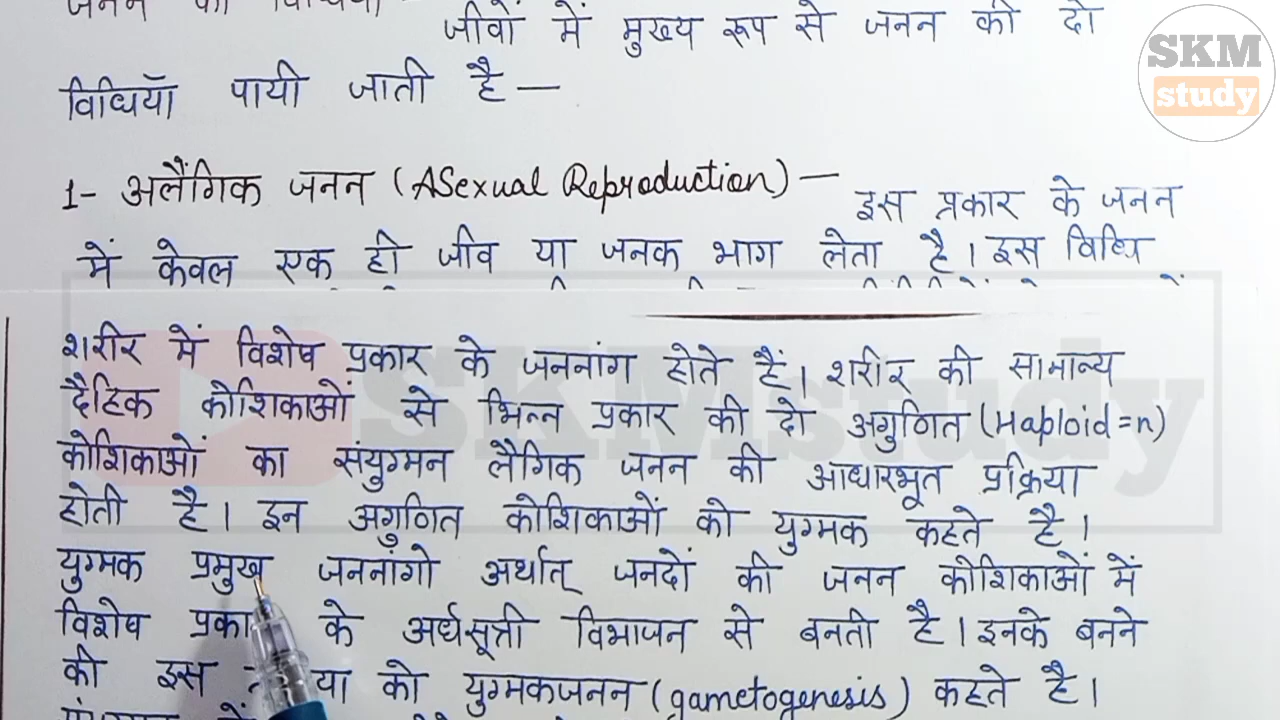 जनन की विधियाँ
जीवों में मुख्य रूप से जनन की दो
विधियाँ पायी जाती है —
1- अलैंगिक जनन (ASexual Reproduction) —
इस प्रकार के जनन
में केवल एक ही जीव या जनक भाग लेता है। इस विधि
शरीर में विशेष प्रकार के जननांग होते हैं। शरीर की सामान्य
दैहिक कोशिकाओं से भिन्न प्रकार की दो अगुणित (Haploid=n)
कोशिकाओं का संयुग्मन लैगिक जनन की आधारभूत प्रक्रिया
होती है। इन अगुणित कोशिकाओं को युग्मक कहते है।
युग्मक प्रमुख जननांगो अर्थात् जनदों की जनन कोशिकाओं में
विशेष प्रका के अर्धसूत्री विभाजन से बनती है। इनके बनने
की इस या को युग्मकजनन (gametogenesis) कहते है।
SKM
study
SKMstudy